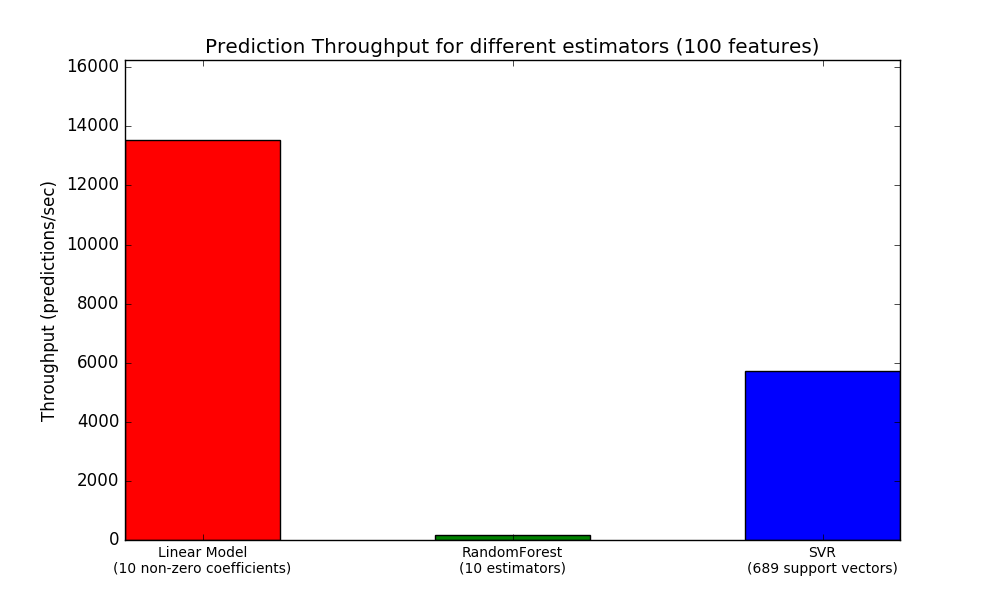 Prediction Throughput for different estimators (100 features)
Throughput (predictions/sec)
16000
14000
12000
10000
8000
6000
4000
2000
0
Linear Model
(10 non-zero coefficients)
RandomForest
(10 estimators)
SVR
(689 support vectors)